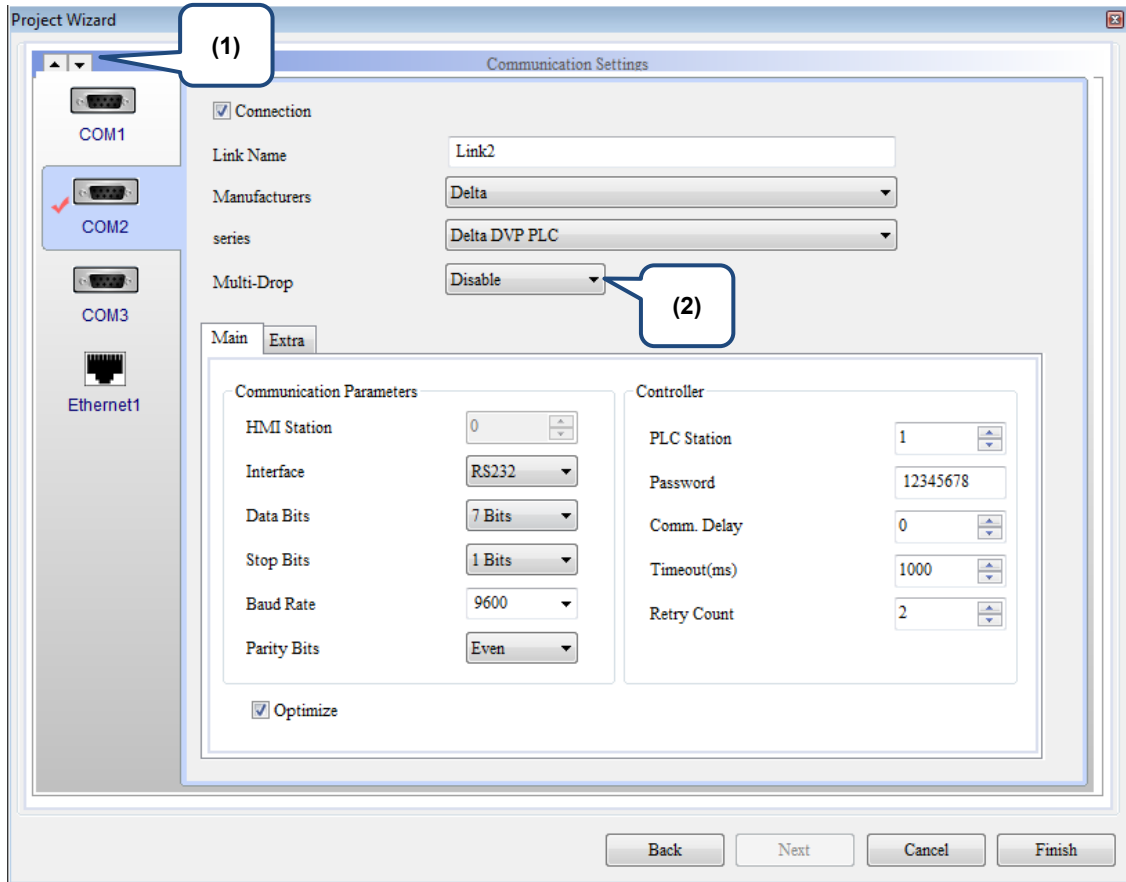 Project Wizard
(1)
Communication Settings
COM1
COM2
COM3
Ethernet1
Connection
Link Name Link2
Manufacturers Delta
series Delta DVP PLC
Multi-Drop Disable
(2)
Main Extra
Communication Parameters
HMI Station 0
Interface RS232
Data Bits 7 Bits
Stop Bits 1 Bits
Baud Rate 9600
Parity Bits Even
Controller
PLC Station 1
Password 12345678
Comm. Delay 0
Timeout(ms) 1000
Retry Count 2
Optimize
Back Next Cancel Finish